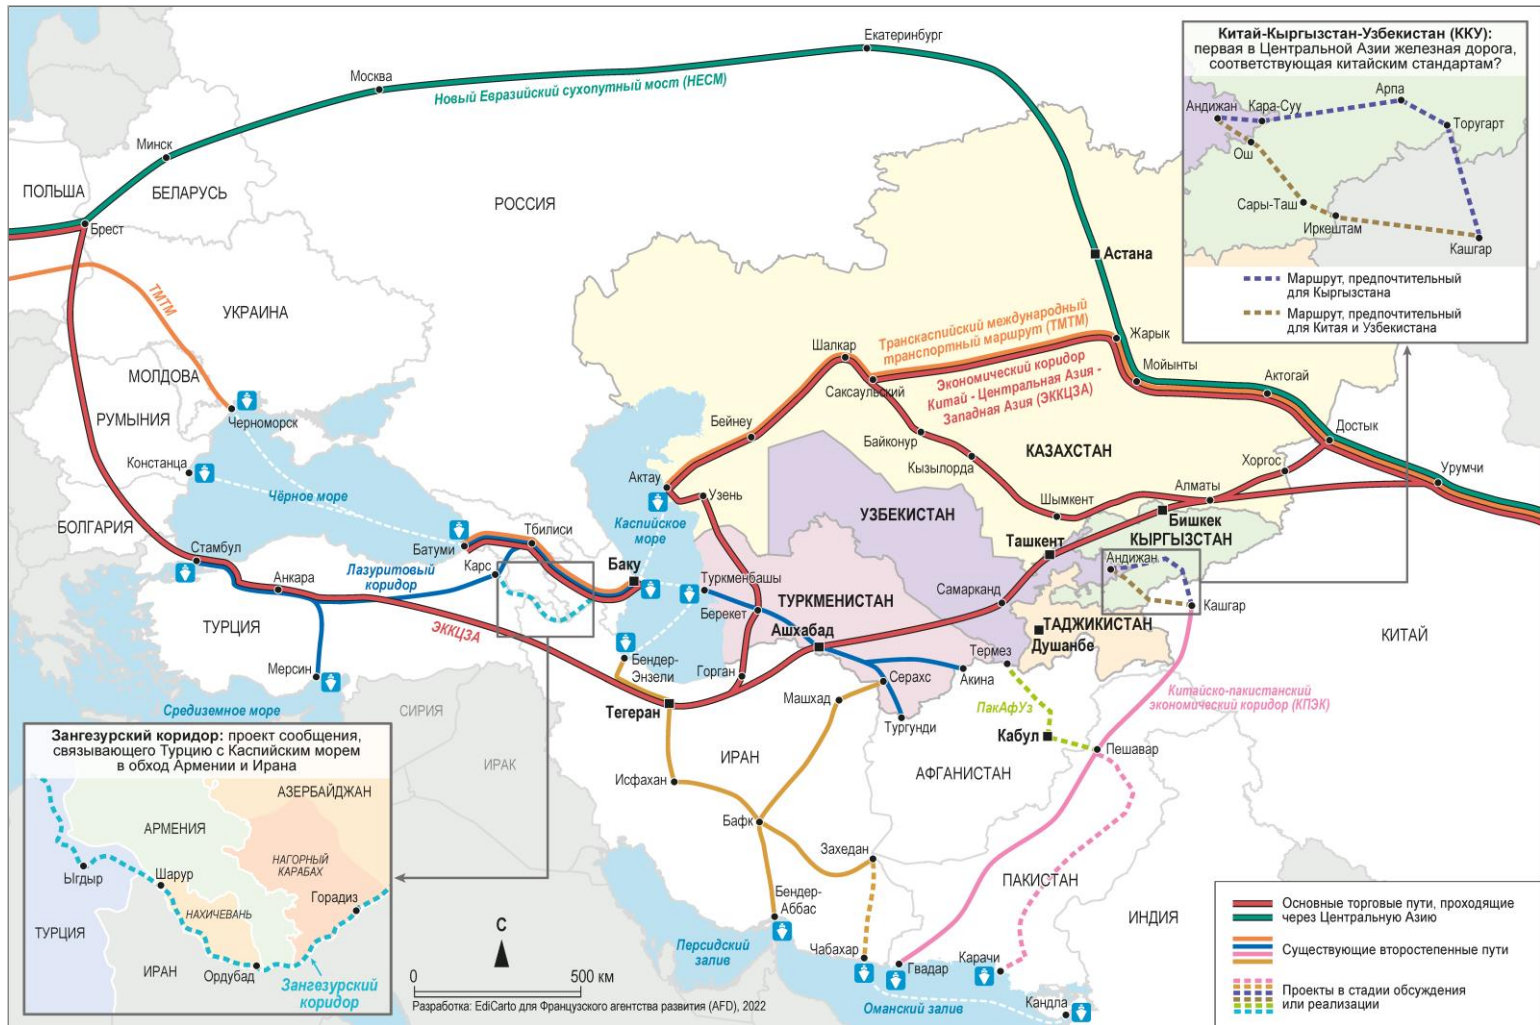 Екатеринбург
Москва
Новый Евразийский сухопутный мост (НЕСМ)
Минск
ПОЛЬША
БЕЛАРУСЬ
РОССИЯ
Брест
Астана
ТМТМ
УКРАИНА
Транскаспийский международный
транспортный маршрут (ТМТМ)
Жарык
Шалкар
Мойынты
Актогай
МОЛДОВА
Саксаульский
Экономический коридор
Китай - Центральная Азия -
Западная Азия (ЭККЦЗА)
РУМЫНИЯ
Черноморск
Бейнеу
Достык
Байконур
КАЗАХСТАН
Констанца
Кызылорда
Хоргос
Урумчи
Актау
Чёрное море
Узень
Шымкент
Алматы
УЗБЕКИСТАН
БОЛГАРИЯ
Каспийское
море
Бишкек
Тбилиси
Ташкент
КЫРГЫЗСТАН
Стамбул
Батуми
Андижан
Баку
Лазуритовый
коридор
Карс
Анкара
Туркменбашы
Самарканд
ТУРКМЕНИСТАН
Кашгар
Берекет
ТУРЦИЯ
ЭККЦЗА
Ашхабад
ТАДЖИКИСТАН
Душанбе
КИТАЙ
Термез
Бендер-
Энзели
Мерсин
Горган
Серахс
Акина
Машхад
Средиземное море
СИРИЯ
Тегеран
Тургунди
ПакАфУз
Китайско-пакистанский
экономический коридор (КПЭК)
Кабул
Пешавар
ИРАН
ИРАК
АФГАНИСТАН
Исфахан
Бафк
Захедан
ПАКИСТАН
Бендер-
Аббас
ИНДИЯ
Персидский
залив
Чабахар
Гвадар
Карачи
Оманский залив
Кандла
Китай-Кыргызстан-Узбекистан (ККУ):
первая в Центральной Азии железная дорога,
соответствующая китайским стандартам?
Арпа
Андижан
Кара-Суу
Торугарт
Ош
Сары-Таш
Иркештам
Кашгар
Маршрут, предпочтительный
для Кыргызстана
Маршрут, предпочтительный
для Китая и Узбекистана
Зангезурский коридор: проект сообщения,
связывающего Турцию с Каспийским морем
в обход Армении и Ирана
АЗЕРБАЙДЖАН
АРМЕНИЯ
НАГОРНЫЙ
КАРАБАХ
Ыгдыр
Шарур
Горадиз
НАХИЧЕВАНЬ
ТУРЦИЯ
ИРАН
Ордубад
Зангезурский
коридор
С
0
500 км
Разработка: EdiCarto для Французского агентства развития (AFD), 2022
Основные торговые пути, проходящие
через Центральную Азию
Существующие второстепенные пути
Проекты в стадии обсуждения
или реализации